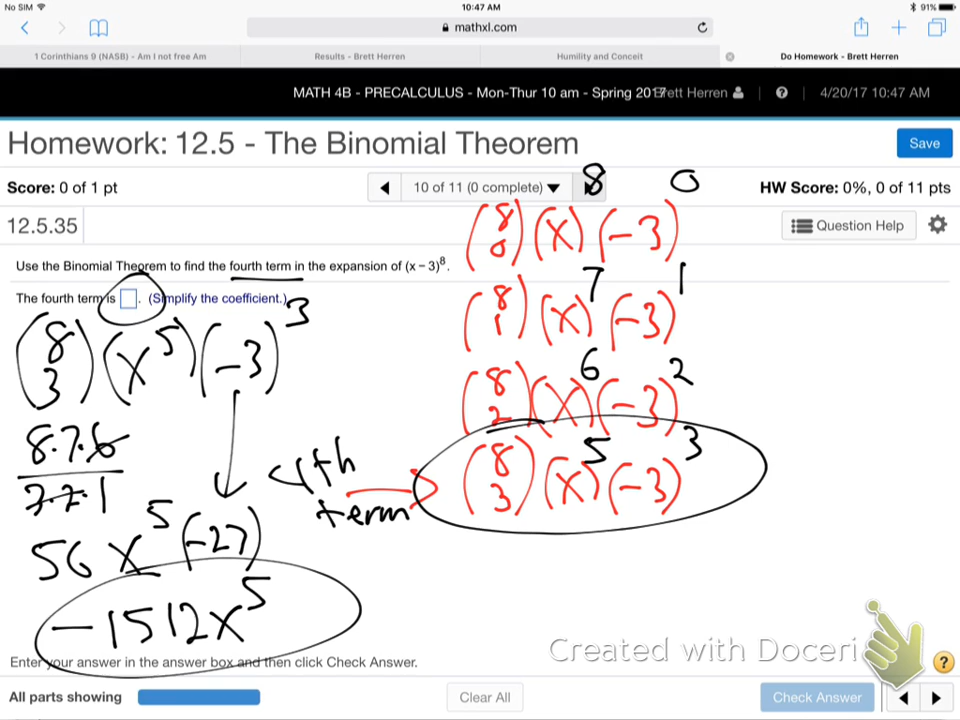 No SIM 10:47 AM 91%
mathxl.com
1 Corinthians 9 (NASB) - Am I not free Am Results - Brett Herren Humility and Conceit Do Homework - Brett Herren
MATH 4B - PRECALCULUS - Mon-Thur 10 am - Spring 2017 Brett Herren ? 4/20/17 10:47 AM
Homework: 12.5 - The Binomial Theorem Save
Score: 0 of 1 pt 10 of 11 (0 complete) HW Score: 0%, 0 of 11 pts
12.5.35 Question Help
(8 0)(x)^8(-3)^0
Use the Binomial Theorem to find the fourth term in the expansion of (x – 3)^8.
The fourth term is . (Simplify the coefficient.)
(8 1)(x)^7(-3)^1
(8 3)(x^5)(-3)^3
(8 2)(x)^6(-3)^2
8·7·6
3·2·1
4th
term
(8 3)(x)^5(-3)^3
56 x^5 (-27)
-1512x^5
Created with Doceri
Enter your answer in the answer box and then click Check Answer. ?
All parts showing Clear All Check Answer